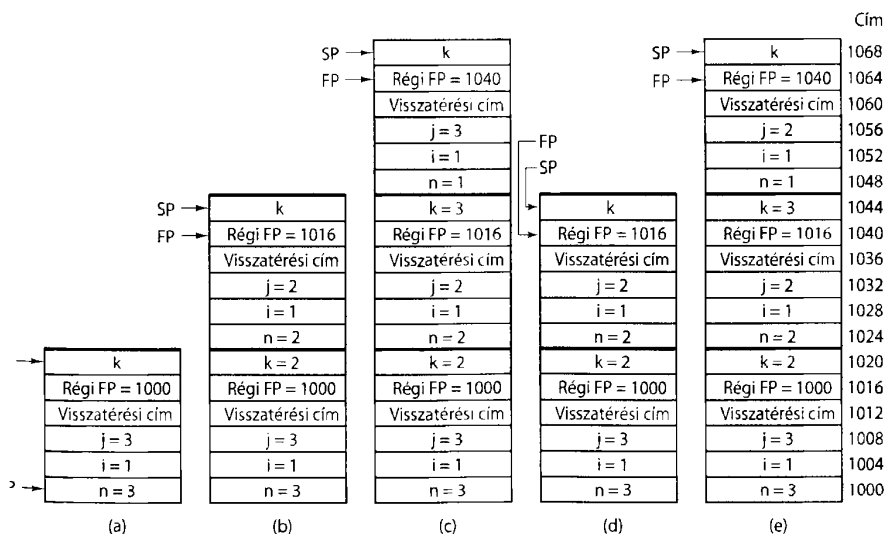 Cím
SP k SP k 1068
FP Régi FP = 1040 FP Régi FP = 1040 1064
Visszatérési cím Visszatérési cím 1060
j = 3 j = 2 1056
i = 1 FP i = 1 1052
n = 1 SP n = 1 1048
SP k k = 3 k k = 3 1044
FP Régi FP = 1016 Régi FP = 1016 Régi FP = 1016 Régi FP = 1016 1040
Visszatérési cím Visszatérési cím Visszatérési cím Visszatérési cím 1036
j = 2 j = 2 j = 2 j = 2 1032
i = 1 i = 1 i = 1 i = 1 1028
n = 2 n = 2 n = 2 n = 2 1024
k k = 2 k = 2 k = 2 k = 2 1020
Régi FP = 1000 Régi FP = 1000 Régi FP = 1000 Régi FP = 1000 Régi FP = 1000 1016
Visszatérési cím Visszatérési cím Visszatérési cím Visszatérési cím Visszatérési cím 1012
j = 3 j = 3 j = 3 j = 3 j = 3 1008
i = 1 i = 1 i = 1 i = 1 i = 1 1004
n = 3 n = 3 n = 3 n = 3 n = 3 1000
(a) (b) (c) (d) (e)